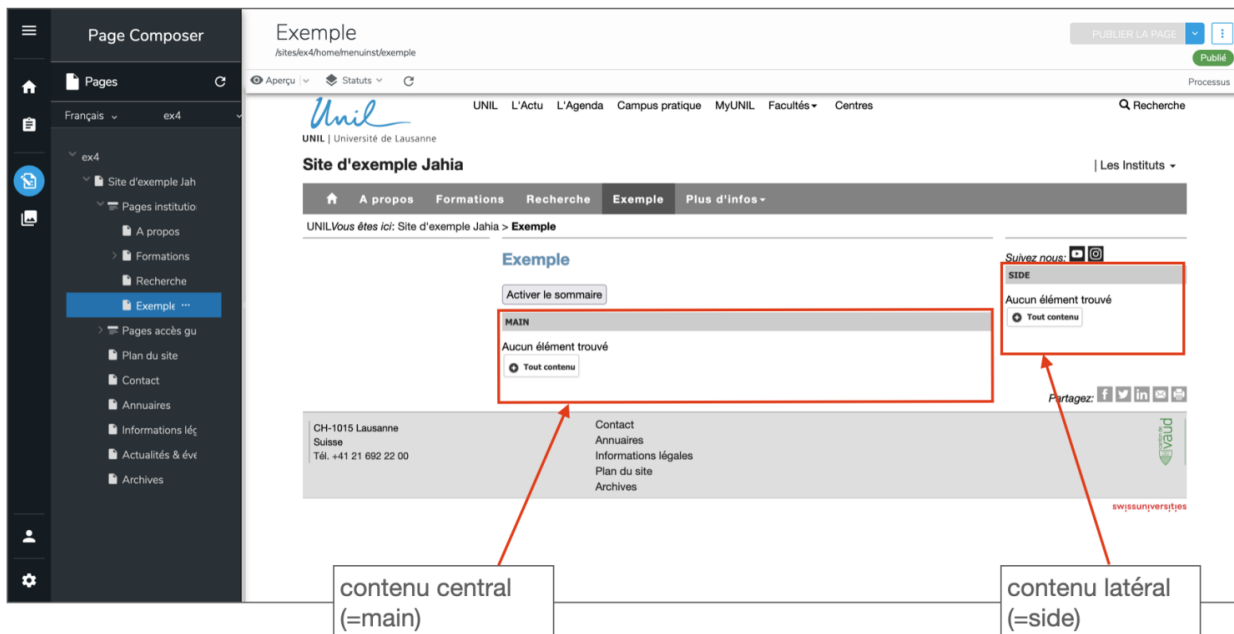 Page Composer
Exemple
/sites/ex4/home/menuinst/exemple
PUBLIER LA PAGE
Publié
Pages
Aperçu
Statuts
Processus
Français
ex4
ex4
Site d'exemple Jah
Pages institutio
A propos
Formations
Recherche
Exemple
Pages accès gu
Plan du site
Contact
Annuaires
Informations lég
Actualités & évé
Archives
Unil
UNIL | Université de Lausanne
UNIL L'Actu L'Agenda Campus pratique MyUNIL Facultés Centres
Recherche
Site d'exemple Jahia
| Les Instituts
A propos Formations Recherche Exemple Plus d'infos
UNILVous êtes ici: Site d'exemple Jahia > Exemple
Exemple
Activer le sommaire
MAIN
Aucun élément trouvé
Tout contenu
Suivez nous:
SIDE
Aucun élément trouvé
Tout contenu
Partagez:
CH-1015 Lausanne
Suisse
Tél. +41 21 692 22 00
Contact
Annuaires
Informations légales
Plan du site
Archives
canton de
vaud
swissuniversities
contenu central
(=main)
contenu latéral
(=side)